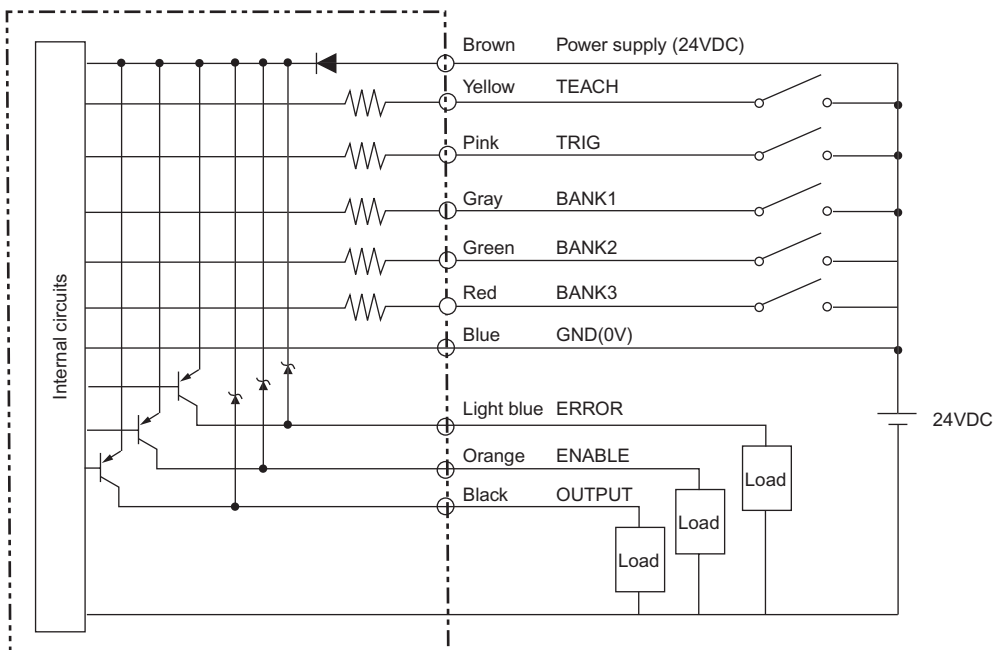 Brown Power supply (24VDC)
Yellow TEACH
Pink TRIG
Gray BANK1
Green BANK2
Red BANK3
Blue GND(0V)
Internal circuits
Light blue ERROR
24VDC
Orange ENABLE
Load
Black OUTPUT
Load
Load